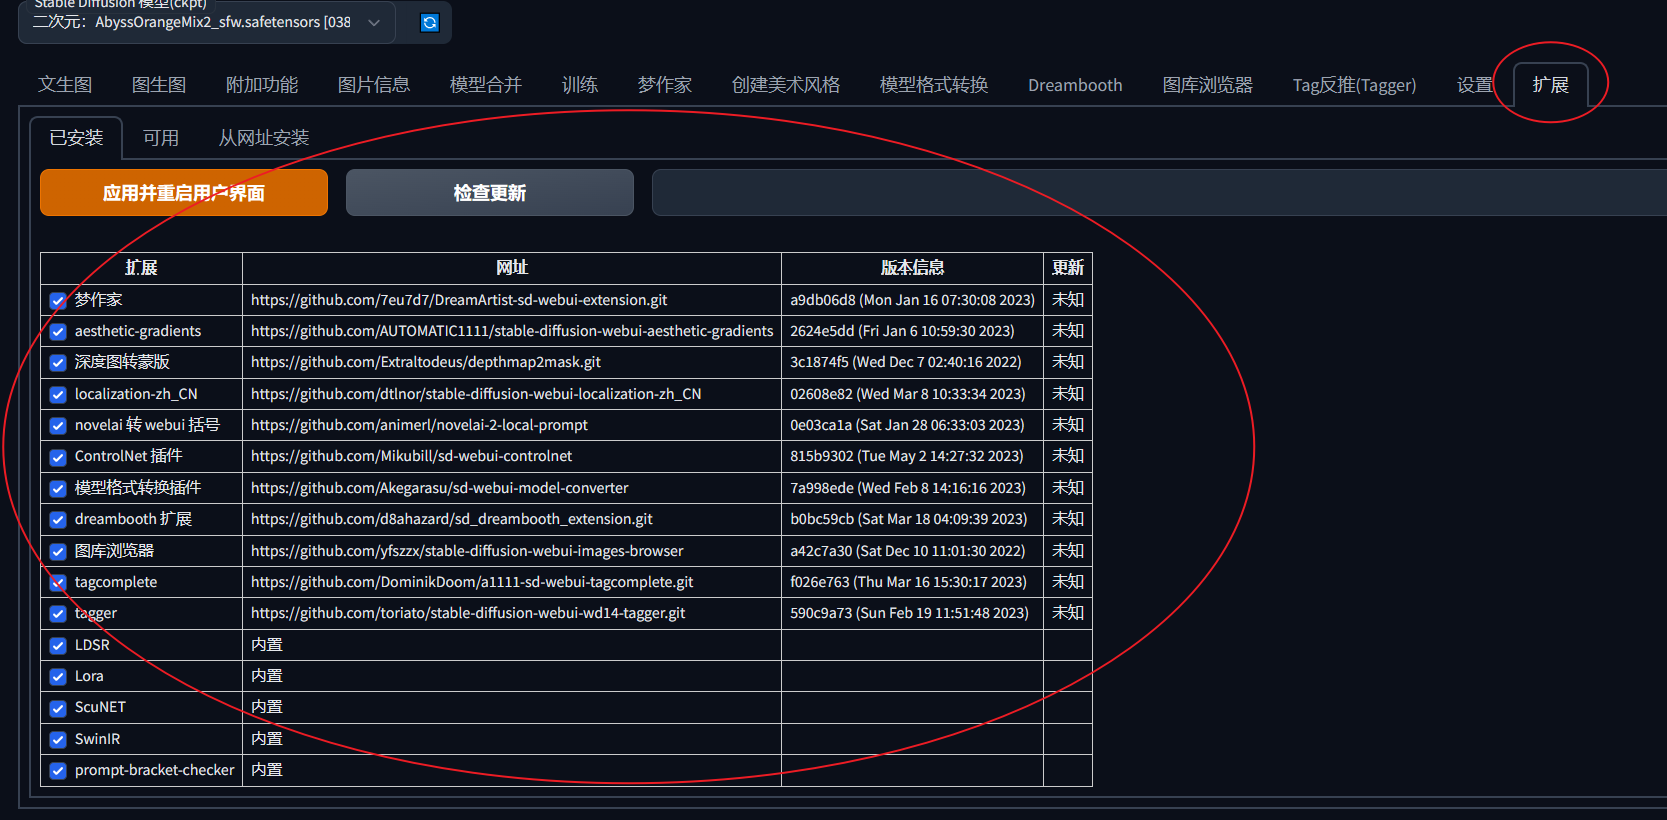 Stable Diffusion 模型(ckpt)
二次元：AbyssOrangeMix2_sfw.safetensors [038
文生图 图生图 附加功能 图片信息 模型合并 训练 梦作家 创建美术风格 模型格式转换 Dreambooth 图库浏览器 Tag反推(Tagger) 设置 扩展
已安装 可用 从网址安装
应用并重启用户界面 检查更新
扩展 网址 版本信息 更新
梦作家 https://github.com/7eu7d7/DreamArtist-sd-webui-extension.git a9db06d8 (Mon Jan 16 07:30:08 2023) 未知
aesthetic-gradients https://github.com/AUTOMATIC1111/stable-diffusion-webui-aesthetic-gradients 2624e5dd (Fri Jan 6 10:59:30 2023) 未知
深度图转蒙版 https://github.com/Extraltodeus/depthmap2mask.git 3c1874f5 (Wed Dec 7 02:40:16 2022) 未知
localization-zh_CN https://github.com/dtlnor/stable-diffusion-webui-localization-zh_CN 02608e82 (Wed Mar 8 10:33:34 2023) 未知
novelai 转 webui 括号 https://github.com/animerl/novelai-2-local-prompt 0e03ca1a (Sat Jan 28 06:33:03 2023) 未知
ControlNet 插件 https://github.com/Mikubill/sd-webui-controlnet 815b9302 (Tue May 2 14:27:32 2023) 未知
模型格式转换插件 https://github.com/Akegarasu/sd-webui-model-converter 7a998ede (Wed Feb 8 14:16:16 2023) 未知
dreambooth 扩展 https://github.com/d8ahazard/sd_dreambooth_extension.git b0bc59cb (Sat Mar 18 04:09:39 2023) 未知
图库浏览器 https://github.com/yfszzx/stable-diffusion-webui-images-browser a42c7a30 (Sat Dec 10 11:01:30 2022) 未知
tagcomplete https://github.com/DominikDoom/a1111-sd-webui-tagcomplete.git f026e763 (Thu Mar 16 15:30:17 2023) 未知
tagger https://github.com/toriato/stable-diffusion-webui-wd14-tagger.git 590c9a73 (Sun Feb 19 11:51:48 2023) 未知
LDSR 内置
Lora 内置
ScuNET 内置
SwinIR 内置
prompt-bracket-checker 内置